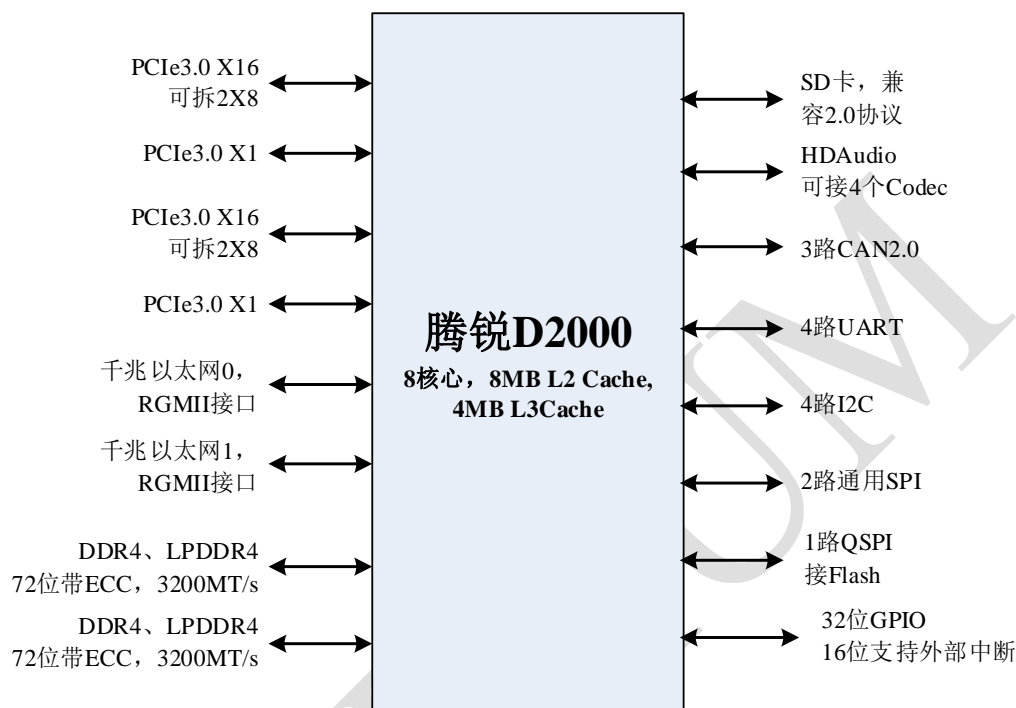 PCIe3.0 X16
可拆2X8
PCIe3.0 X1
PCIe3.0 X16
可拆2X8
PCIe3.0 X1
千兆以太网0，
RGMII接口
千兆以太网1，
RGMII接口
DDR4、LPDDR4
72位带ECC，3200MT/s
DDR4、LPDDR4
72位带ECC，3200MT/s
腾锐D2000
8核心，8MB L2 Cache,
4MB L3Cache
SD卡，兼
容2.0协议
HDAudio
可接4个Codec
3路CAN2.0
4路UART
4路I2C
2路通用SPI
1路QSPI
接Flash
32位GPIO
16位支持外部中断